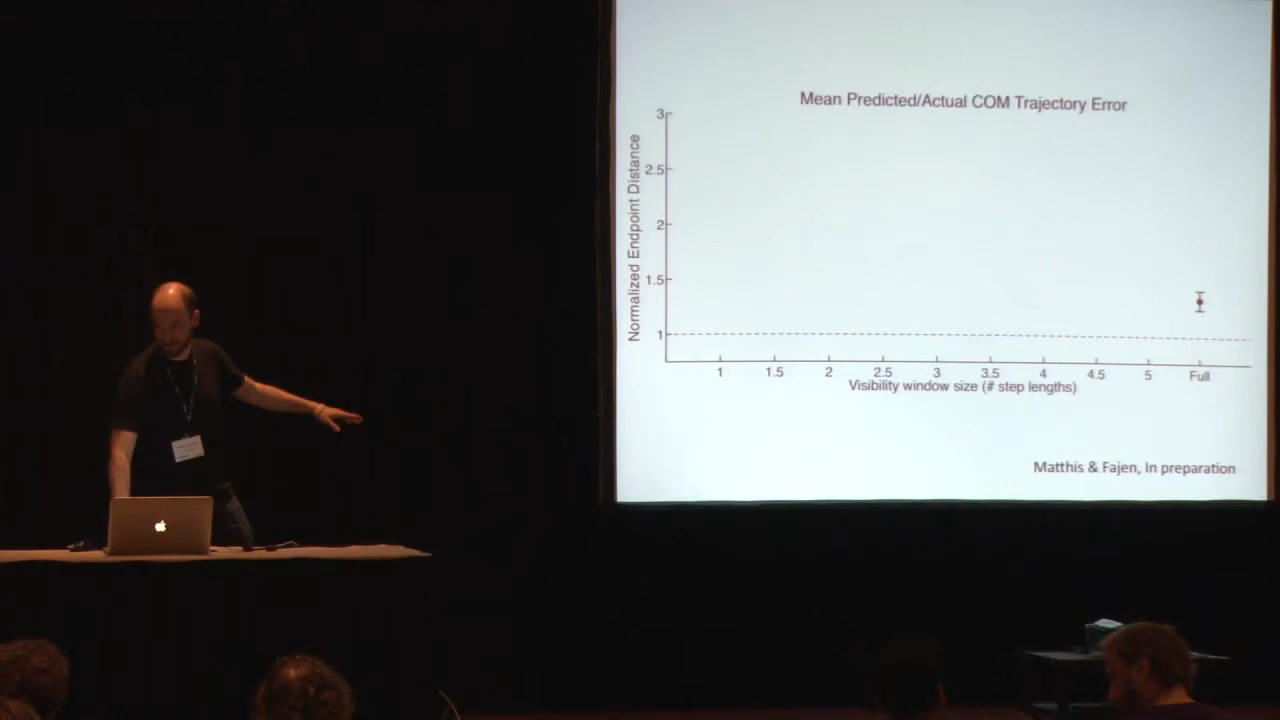 Mean Predicted/Actual COM Trajectory Error
Normalized Endpoint Distance
3
2.5
2
1.5
1
1 1.5 2 2.5 3 3.5 4 4.5 5 Full
Visibility window size (# step lengths)
Matthis & Fajen, In preparation